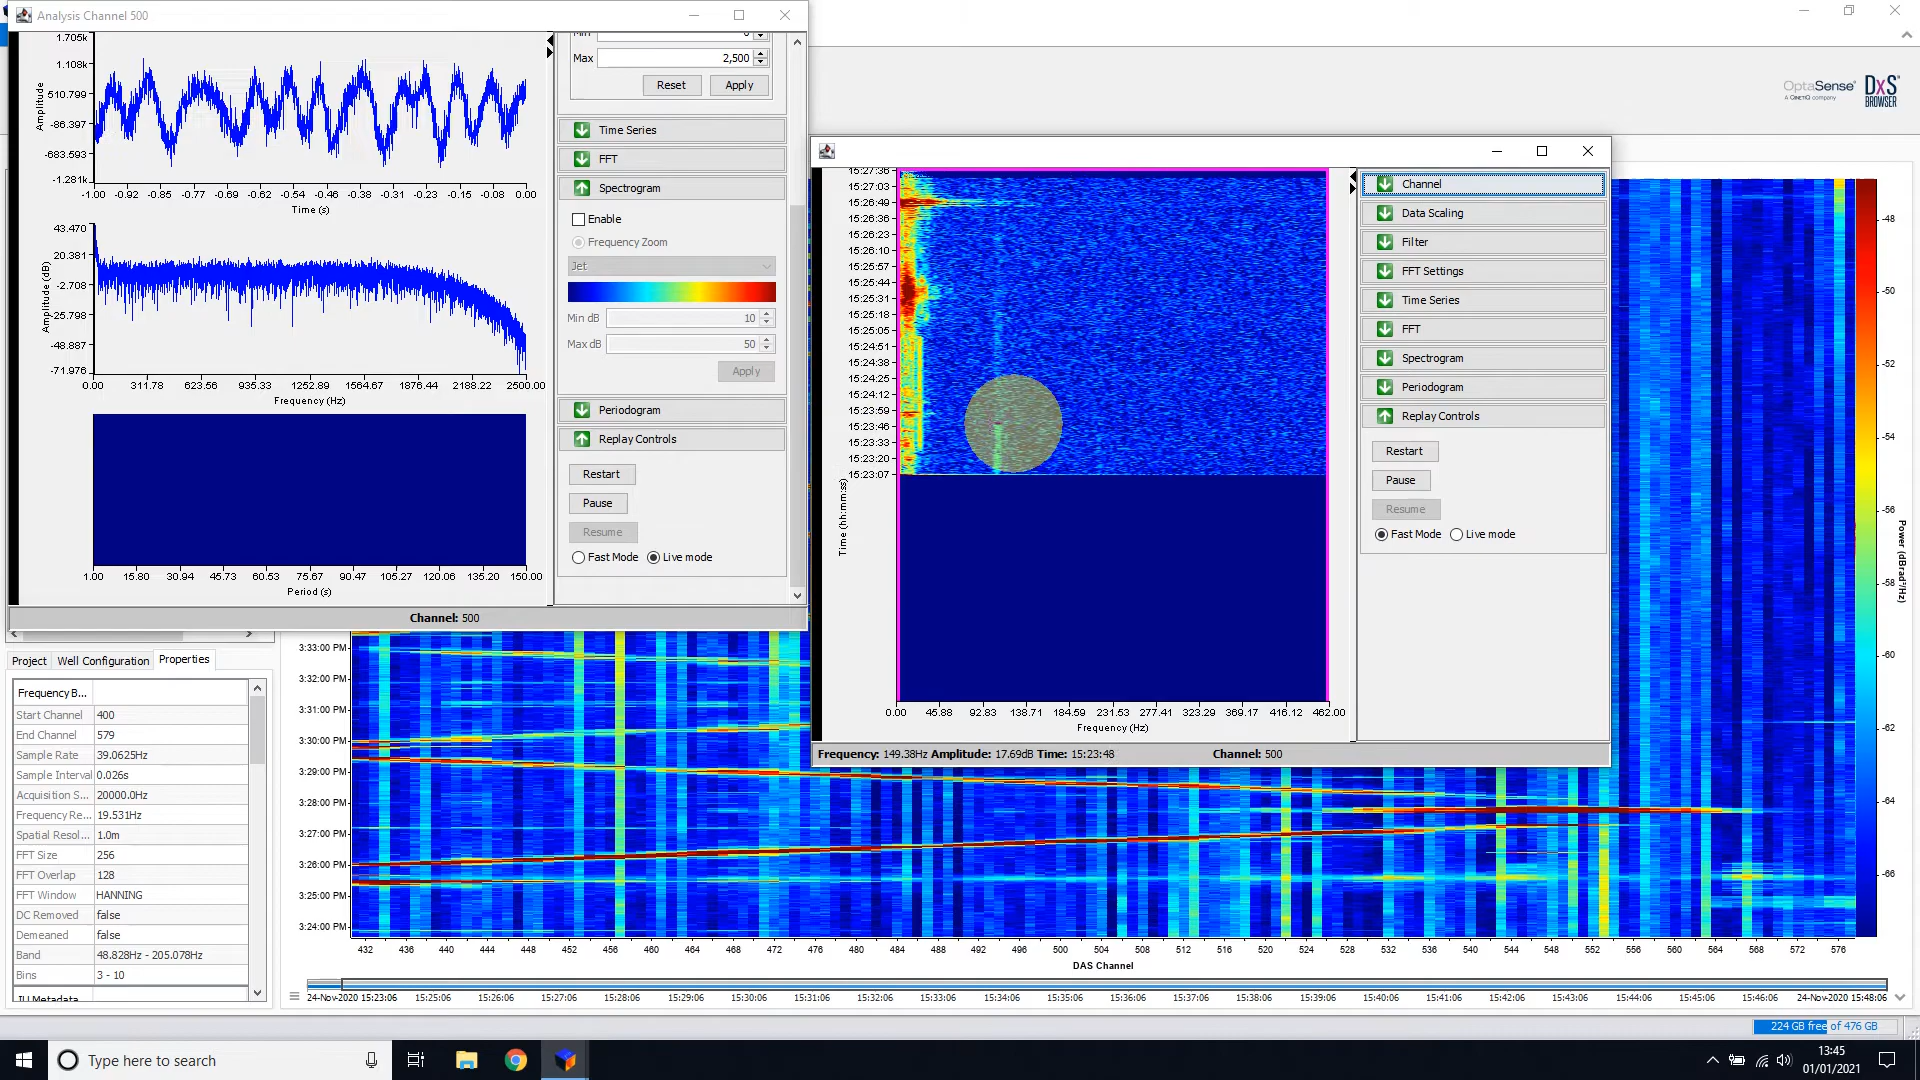 Analysis Channel 500
1.705k
1.108k
510.799
-86.397
-683.593
-1.281k
Amplitude
-1.00 -0.92 -0.85 -0.77 -0.69 -0.61 -0.54 -0.46 -0.38 -0.31 -0.23 -0.15 -0.08 0.00
Time (s)
43.470
20.381
-2.708
-25.798
-48.887
-71.976
Amplitude (dB)
0.00 311.78 623.56 935.33 1252.89 1564.67 1876.44 2188.22 2500.00
Frequency (Hz)
1.00 15.80 30.94 45.73 60.53 75.67 90.47 105.27 120.06 135.20 150.00
Period (s)
Max 2,500
Reset Apply
Time Series
FFT
Spectrogram
Enable
Frequency Zoom
Jet
Min dB 10
Max dB 50
Apply
Periodogram
Replay Controls
Restart
Pause
Resume
Fast Mode Live mode
Channel: 500
OptaSense
A QinetiQ company
DxS
BROWSER
15:27:36
15:27:03
15:26:49
15:26:36
15:26:23
15:26:10
15:25:57
15:25:44
15:25:31
15:25:18
15:25:05
15:24:51
15:24:38
15:24:25
15:24:12
15:23:59
15:23:46
15:23:33
15:23:20
15:23:07
Time (hh:mm:ss)
0.00 45.88 92.83 138.71 184.59 231.53 277.41 323.29 369.17 416.12 462.00
Frequency (Hz)
Channel
Data Scaling
Filter
FFT Settings
Time Series
FFT
Spectrogram
Periodogram
Replay Controls
Restart
Pause
Resume
Fast Mode Live mode
Frequency: 149.38Hz Amplitude: 17.69dB Time: 15:23:48 Channel: 500
Project Well Configuration Properties
Frequency B...
Start Channel 400
End Channel 579
Sample Rate 39.0625Hz
Sample Interval 0.026s
Acquisition S... 20000.0Hz
Frequency Re... 19.531Hz
Spatial Resol... 1.0m
FFT Size 256
FFT Overlap 128
FFT Window HANNING
DC Removed false
Demeaned false
Band 48.828Hz - 205.078Hz
Bins 3 - 10
IU Metadata
3:33:00 PM
3:32:00 PM
3:31:00 PM
3:30:00 PM
3:29:00 PM
3:28:00 PM
3:27:00 PM
3:26:00 PM
3:25:00 PM
3:24:00 PM
432 436 440 444 448 452 456 460 464 468 472 476 480 484 488 492 496 500 504 508 512 516 520 524 528 532 536 540 544 548 552 556 560 564 568 572 576
DAS Channel
-48
-50
-52
-54
-56
-58
-60
-62
-64
-66
Power (dBrad²/Hz)
24-Nov-2020 15:23:06 15:25:06 15:26:06 15:27:06 15:28:06 15:29:06 15:30:06 15:31:06 15:32:06 15:33:06 15:34:06 15:35:06 15:36:06 15:37:06 15:38:06 15:39:06 15:40:06 15:41:06 15:42:06 15:43:06 15:44:06 15:45:06 15:46:06 24-Nov-2020 15:48:06
224 GB free of 476 GB
Type here to search
13:45
01/01/2021